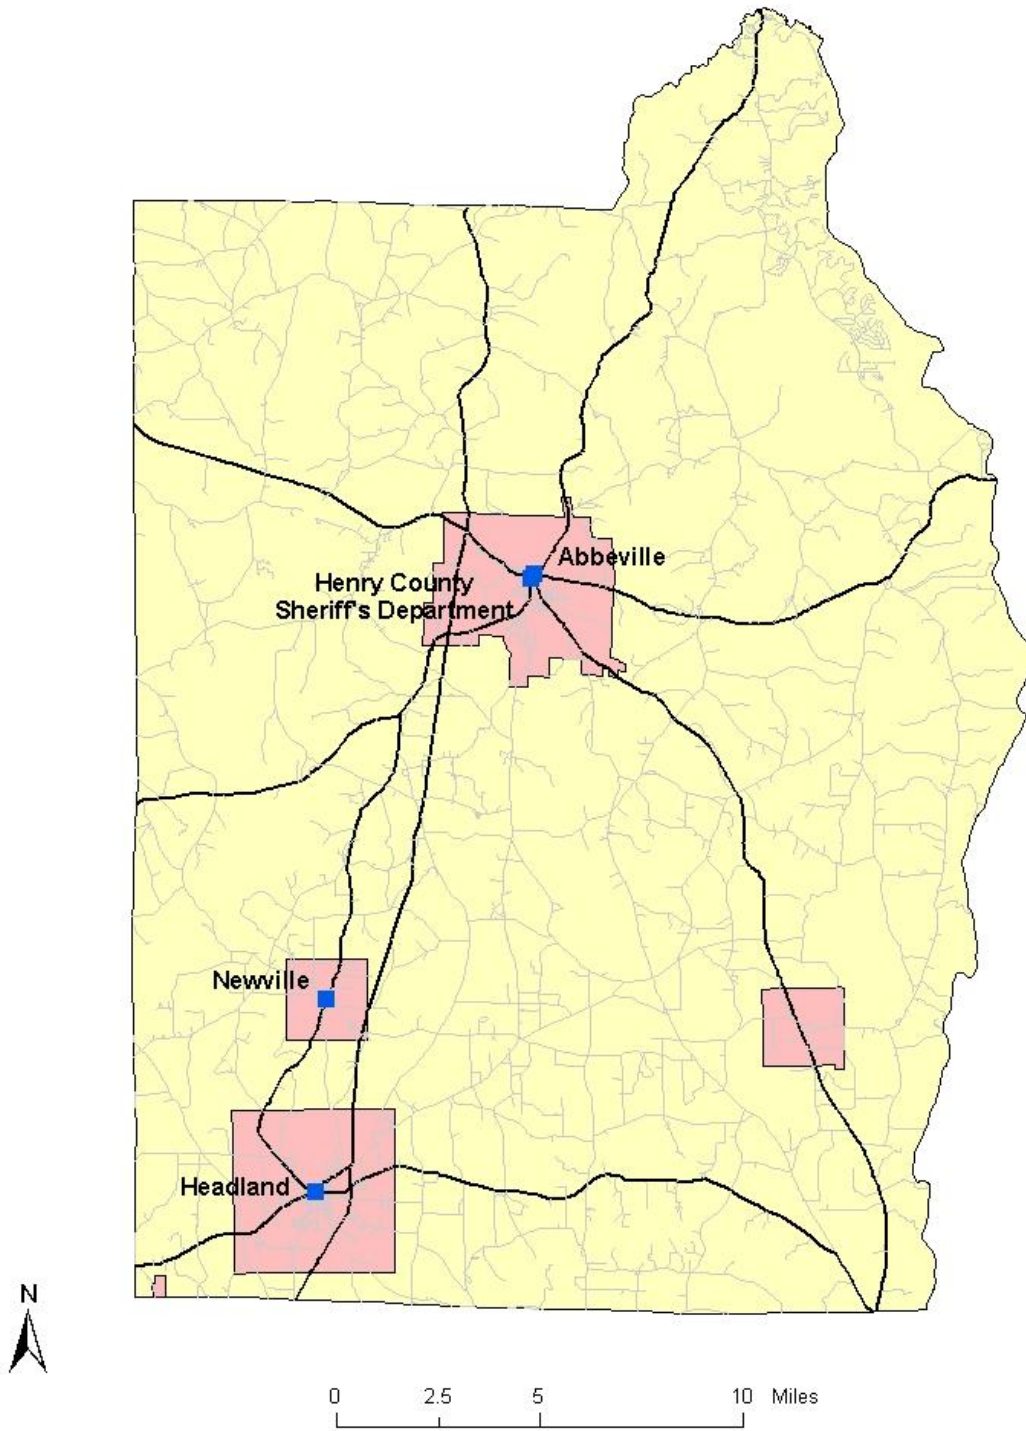 Abbeville
Henry County
Sheriff's Department
Newville
Headland
N
0 2.5 5 10 Miles